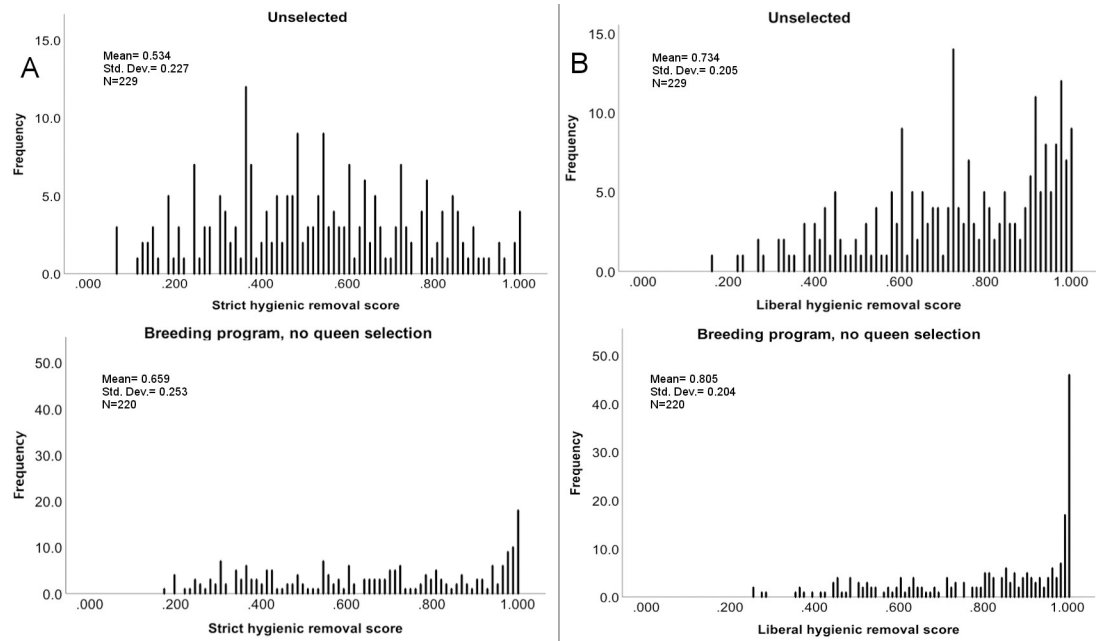 A
Unselected
Mean= 0.534
Std. Dev.= 0.227
N=229
Frequency
15.0
10.0
5.0
0.0
.000 .200 .400 .600 .800 1.000
Strict hygienic removal score
Breeding program, no queen selection
Mean= 0.659
Std. Dev.= 0.253
N=220
Frequency
50.0
40.0
30.0
20.0
10.0
0.0
.000 .200 .400 .600 .800 1.000
Strict hygienic removal score
B
Unselected
Mean= 0.734
Std. Dev.= 0.205
N=229
Frequency
15.0
10.0
5.0
0.0
.000 .200 .400 .600 .800 1.000
Liberal hygienic removal score
Breeding program, no queen selection
Mean= 0.805
Std. Dev.= 0.204
N=220
Frequency
50.0
40.0
30.0
20.0
10.0
0.0
.000 .200 .400 .600 .800 1.000
Liberal hygienic removal score